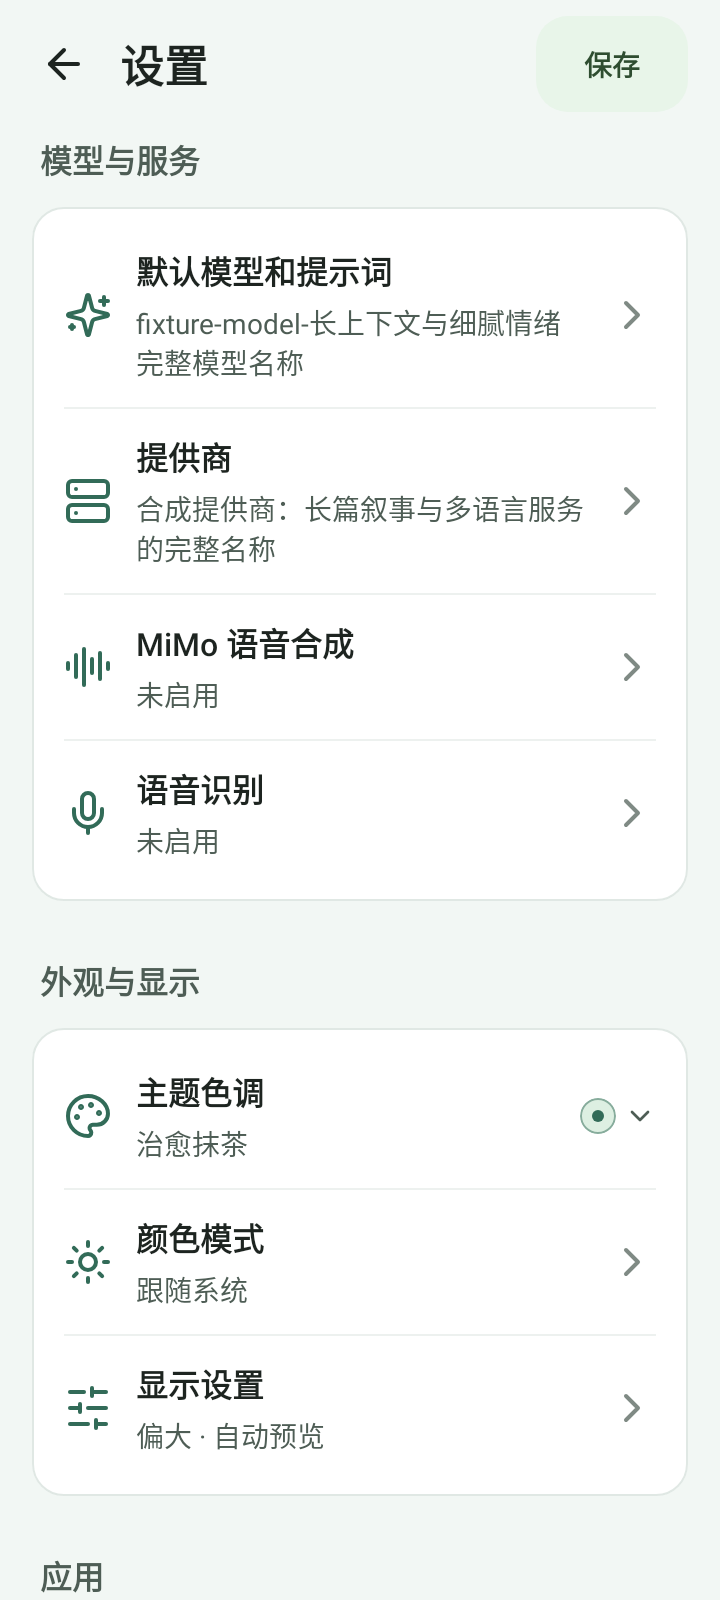 设置
保存
模型与服务
默认模型和提示词
fixture-model-长上下文与细腻情绪
完整模型名称
提供商
合成提供商：长篇叙事与多语言服务
的完整名称
MiMo 语音合成
未启用
语音识别
未启用
外观与显示
主题色调
治愈抹茶
颜色模式
跟随系统
显示设置
偏大 · 自动预览
应用